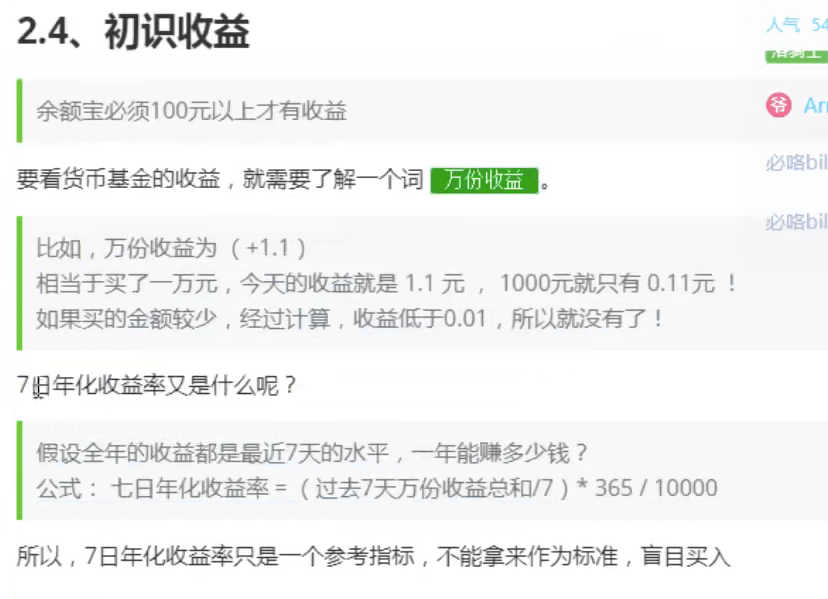 2.4、初识收益
人气 54
余额宝必须100元以上才有收益
爷 Ar
要看货币基金的收益，就需要了解一个词 万份收益 。
必咯bil
必咯bil
比如，万份收益为 （+1.1 ）
相当于买了一万元，今天的收益就是 1.1 元 ， 1000元就只有 0.11元 ！
如果买的金额较少，经过计算，收益低于0.01，所以就没有了！
7日年化收益率又是什么呢？
假设全年的收益都是最近7天的水平，一年能赚多少钱？
公式： 七日年化收益率 = （ 过去7天万份收益总和/7 ）* 365 / 10000
所以，7日年化收益率只是一个参考指标，不能拿来作为标准，盲目买入